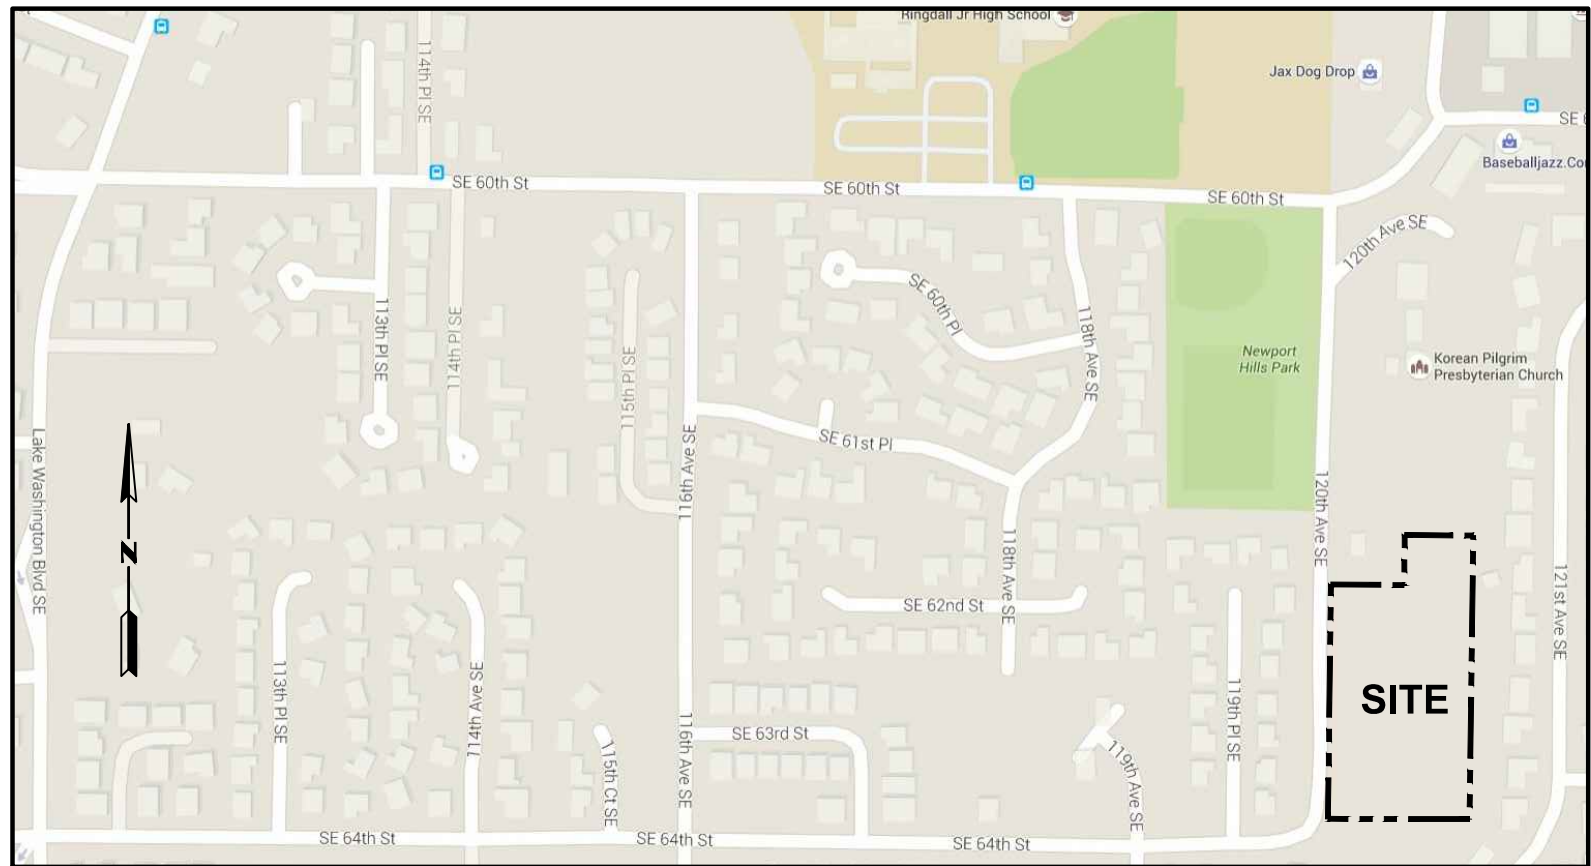 Ringdall Jr High School
114th Pl SE
Jax Dog Drop
SE 6
Baseballjazz.Co
SE 60th St
SE 60th St
SE 60th St
120th Ave SE
113th Pl SE
114th Pl SE
115th Pl SE
SE 60th Pl
118th Ave SE
Newport
Hills Park
Korean Pilgrim
Presbyterian Church
SE 61st Pl
Lake Washington Blvd SE
116th Ave SE
120th Ave SE
N
118th Ave SE
121st Ave SE
SE 62nd St
113th Pl SE
114th Ave SE
119th Pl SE
SITE
115th Ct SE
116th Ave SE
SE 63rd St
119th Ave SE
SE 64th St
SE 64th St
SE 64th St